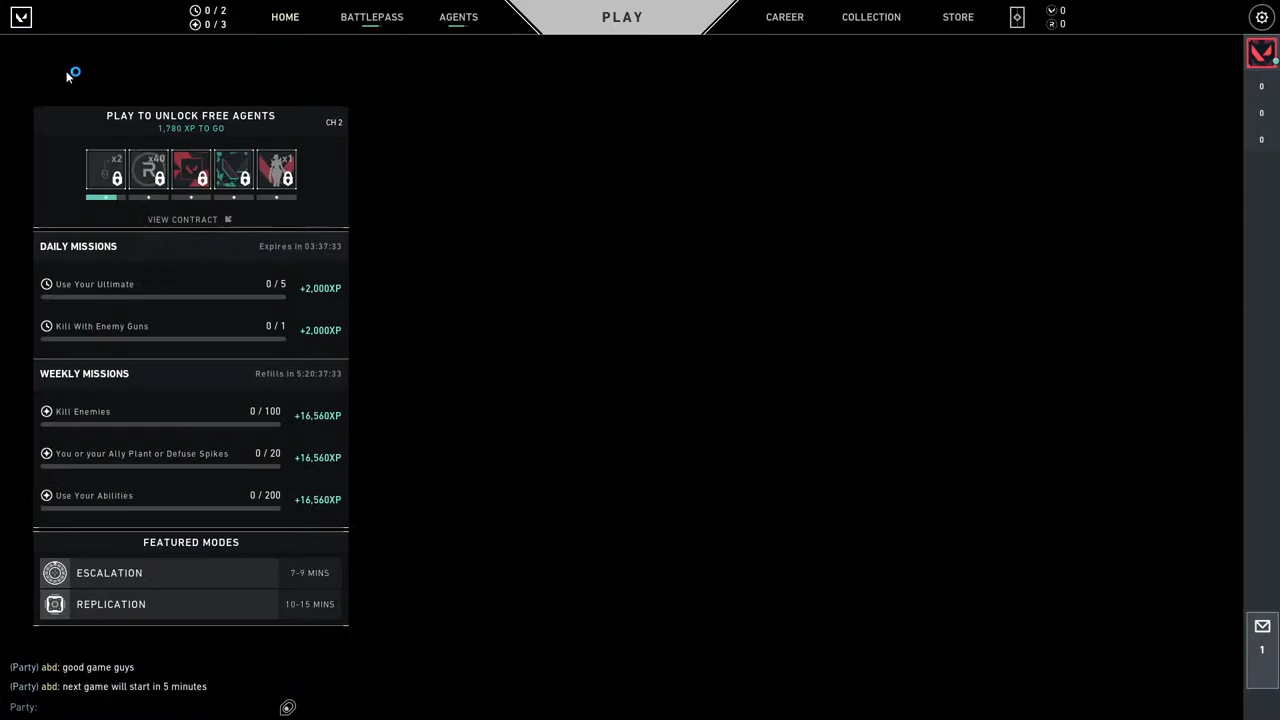 0 / 2
0 / 3
HOME
BATTLEPASS
AGENTS
PLAY
CAREER
COLLECTION
STORE
0
0
0
0
0
PLAY TO UNLOCK FREE AGENTS
1,780 XP TO GO
CH 2
x2
x40
x1
VIEW CONTRACT
DAILY MISSIONS
Expires in 03:37:33
Use Your Ultimate
0 / 5
+2,000XP
Kill With Enemy Guns
0 / 1
+2,000XP
WEEKLY MISSIONS
Refills in 5:20:37:33
Kill Enemies
0 / 100
+16,560XP
You or your Ally Plant or Defuse Spikes
0 / 20
+16,560XP
Use Your Abilities
0 / 200
+16,560XP
FEATURED MODES
ESCALATION
7-9 MINS
REPLICATION
10-15 MINS
1
(Party) abd: good game guys
(Party) abd: next game will start in 5 minutes
Party: